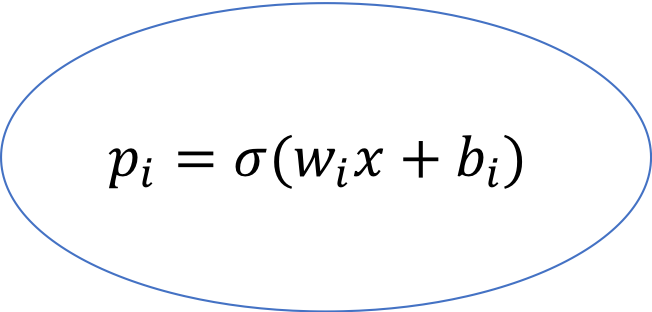 pᵢ = σ(wᵢx + bᵢ)